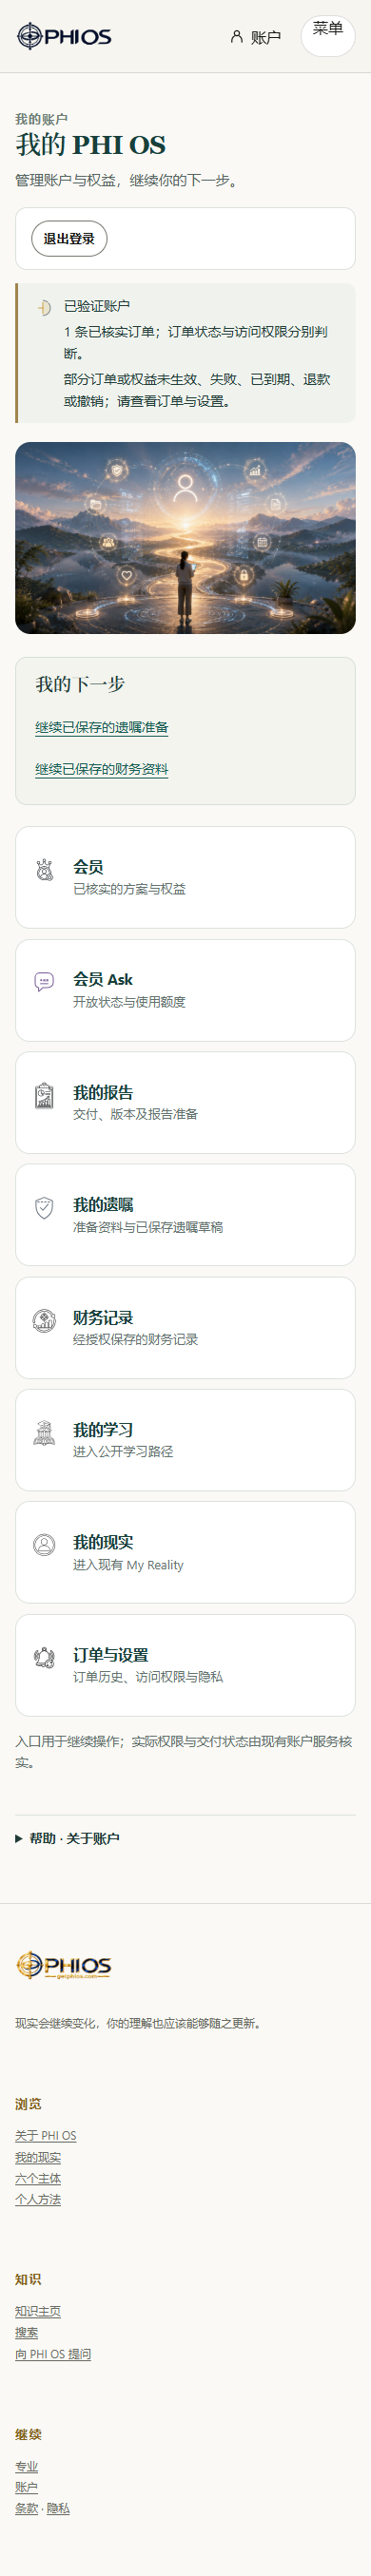 PHIOS
账户
菜单
我的账户
我的 PHI OS
管理账户与权益，继续你的下一步。
退出登录
已验证账户
1 条已核实订单；订单状态与访问权限分别判
断。
部分订单或权益未生效、失败、已到期、退款
或撤销；请查看订单与设置。
我的下一步
继续已保存的遗嘱准备
继续已保存的财务资料
会员
已核实的方案与权益
会员 Ask
开放状态与使用额度
我的报告
交付、版本及报告准备
我的遗嘱
准备资料与已保存遗嘱草稿
财务记录
经授权保存的财务记录
我的学习
进入公开学习路径
我的现实
进入现有 My Reality
订单与设置
订单历史、访问权限与隐私
入口用于继续操作；实际权限与交付状态由现有账户服务核
实。
▶ 帮助 · 关于账户
PHIOS
getphios.com
现实会继续变化，你的理解也应该能够随之更新。
浏览
关于 PHI OS
我的现实
六个主体
个人方法
知识
知识主页
搜索
向 PHI OS 提问
继续
专业
账户
条款 · 隐私